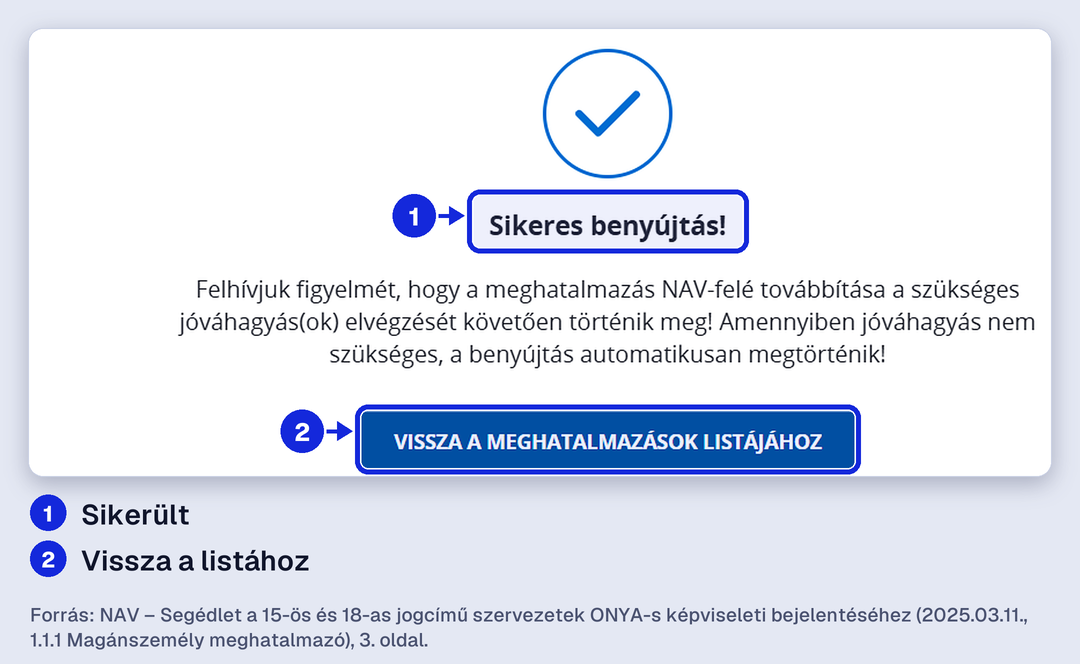 1
Sikeres benyújtás!
Felhívjuk figyelmét, hogy a meghatalmazás NAV-felé továbbítása a szükséges
jóváhagyás(ok) elvégzését követően történik meg! Amennyiben jóváhagyás nem
szükséges, a benyújtás automatikusan megtörténik!
2
VISSZA A MEGHATALMAZÁSOK LISTÁJÁHOZ
1 Sikerült
2 Vissza a listához
Forrás: NAV – Segédlet a 15-ös és 18-as jogcímű szervezetek ONYA-s képviseleti bejelentéséhez (2025.03.11.,
1.1.1 Magánszemély meghatalmazó), 3. oldal.